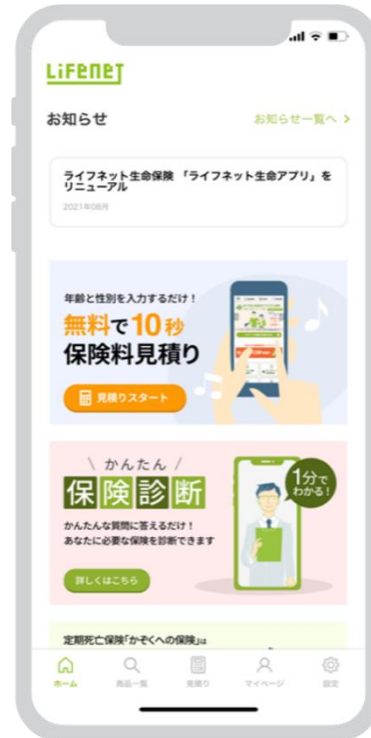 LIFENET
お知らせ
お知らせ一覧へ >
ライフネット生命保険 「ライフネット生命アプリ」を
リニューアル
2021年08月
年齢と性別を入力するだけ！
無料で10秒
保険料見積り
見積りスタート
\ かんたん /
保険診断
1分で
わかる！
かんたんな質問に答えるだけ！
あなたに必要な保険を診断できます
詳しくはこちら
定期死亡保険「かぞくへの保険」は
ホーム
商品一覧
見積り
マイページ
設定